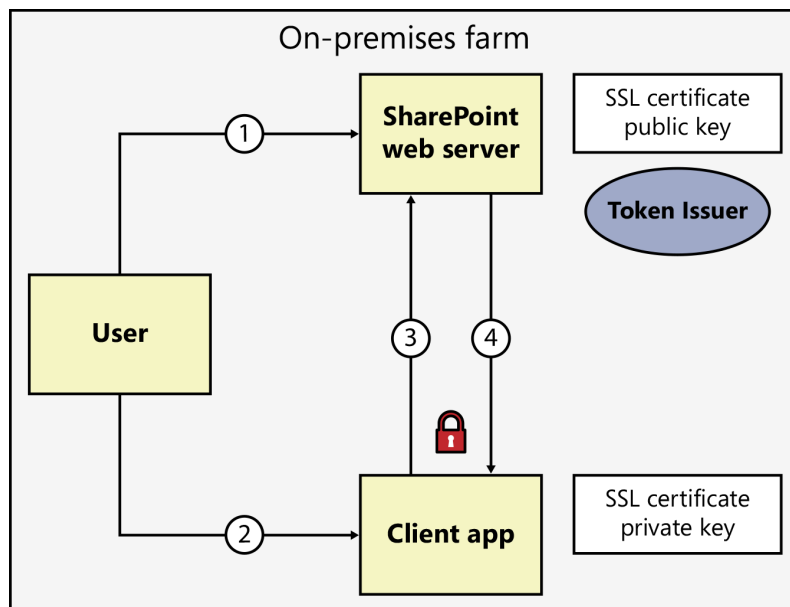 On-premises farm
SharePoint
web server
SSL certificate
public key
1
Token Issuer
User
3
4
2
Client app
SSL certificate
private key